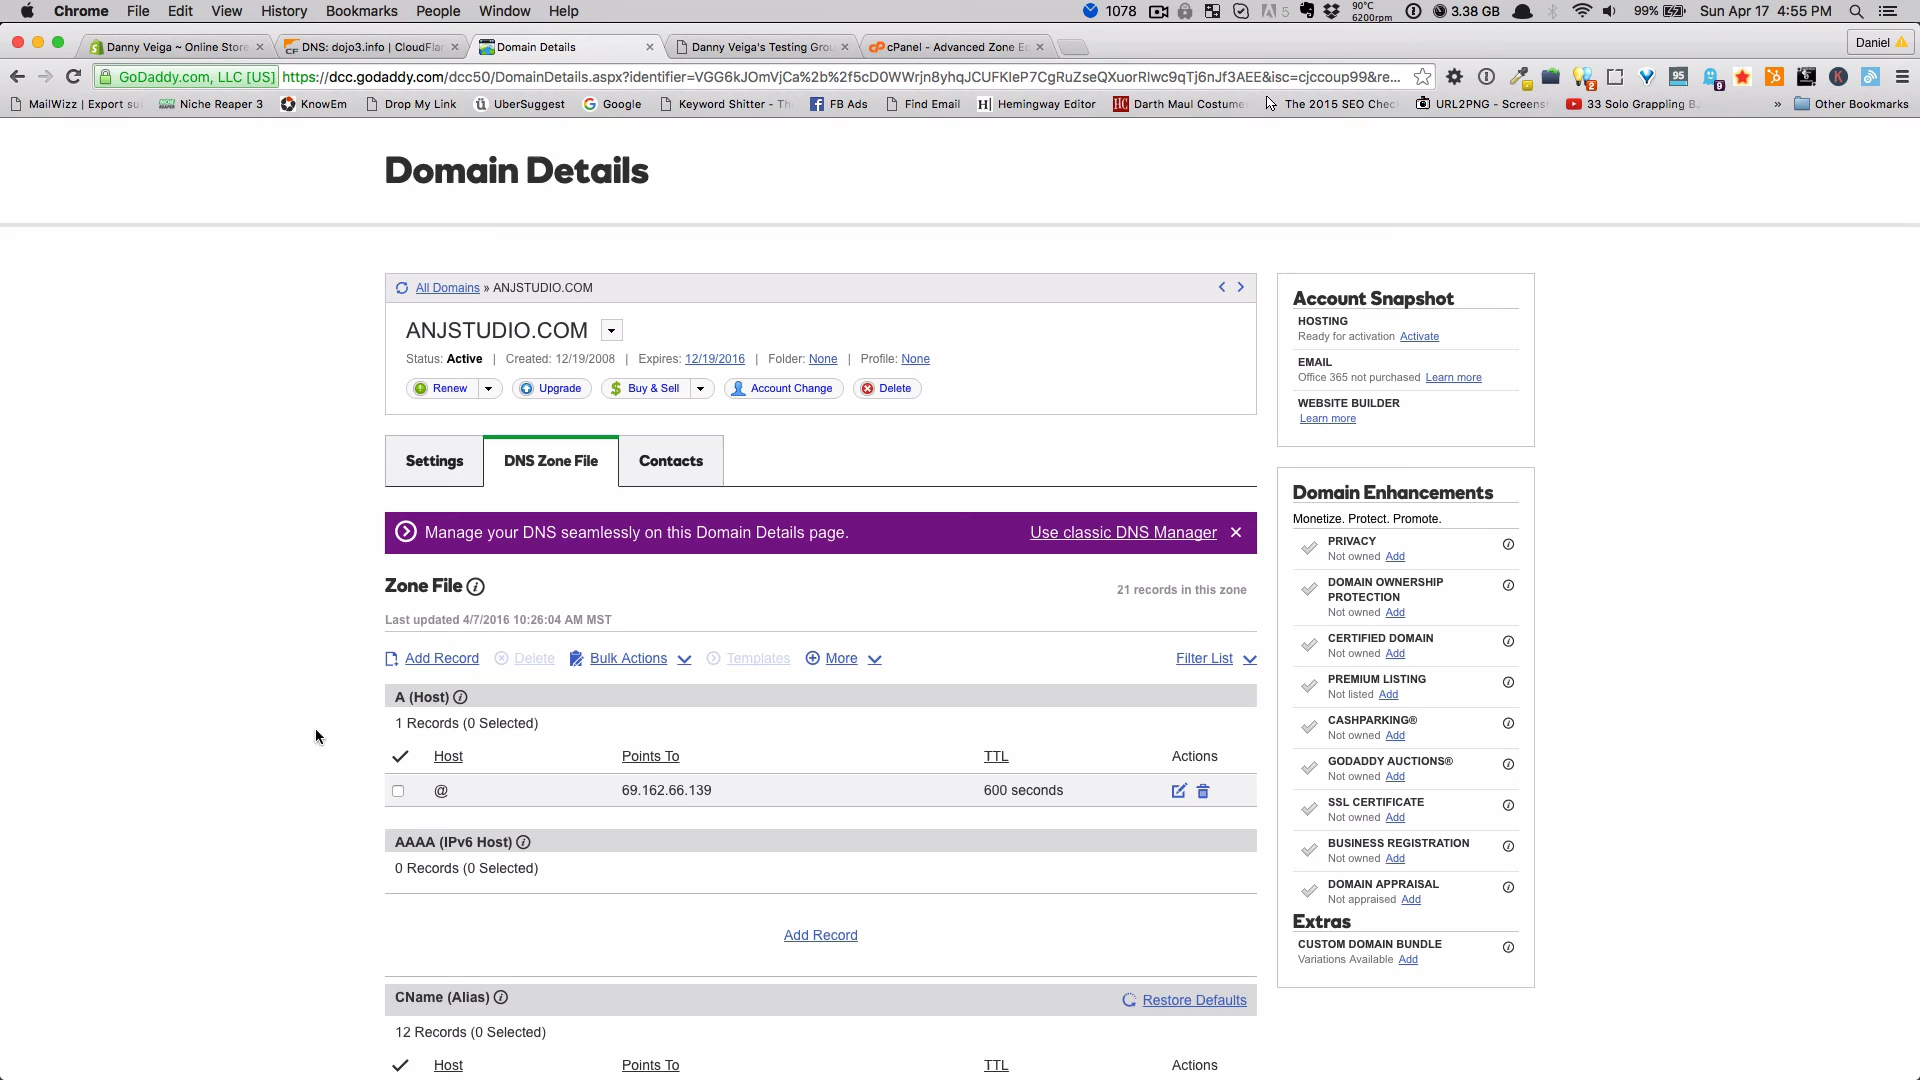 Chrome File Edit View History Bookmarks People Window Help 1078 5 90°C 6200rpm 3.38 GB 99% Sun Apr 17 4:55 PM
Danny Veiga ~ Online Store DNS: dojo3.info | CloudFlar Domain Details Danny Veiga's Testing Grou cPanel - Advanced Zone Ed Daniel
GoDaddy.com, LLC [US] https://dcc.godaddy.com/dcc50/DomainDetails.aspx?identifier=VGG6kJOmVjCa%2b%2f5cD0WWrjn8yhqJCUFKIeP7CgRuZseQXuorRlwc9qTj6nJf3AEE&isc=cjccoup99&re... 2 95 9
MailWizz | Export su Niche Reaper 3 KnowEm Drop My Link UberSuggest Google Keyword Shitter - Th FB Ads Find Email Hemingway Editor Darth Maul Costume The 2015 SEO Chec URL2PNG - Screens 33 Solo Grappling » Other Bookmarks
Domain Details
All Domains » ANJSTUDIO.COM
ANJSTUDIO.COM
Status: Active | Created: 12/19/2008 | Expires: 12/19/2016 | Folder: None | Profile: None
Renew Upgrade Buy & Sell Account Change Delete
Settings DNS Zone File Contacts
Manage your DNS seamlessly on this Domain Details page. Use classic DNS Manager
Zone File
21 records in this zone
Last updated 4/7/2016 10:26:04 AM MST
Add Record Delete Bulk Actions Templates More Filter List
A (Host)
1 Records (0 Selected)
Host Points To TTL Actions
@ 69.162.66.139 600 seconds
AAAA (IPv6 Host)
0 Records (0 Selected)
Add Record
CName (Alias) Restore Defaults
12 Records (0 Selected)
Host Points To TTL Actions
Account Snapshot
HOSTING
Ready for activation Activate
EMAIL
Office 365 not purchased Learn more
WEBSITE BUILDER
Learn more
Domain Enhancements
Monetize. Protect. Promote.
PRIVACY
Not owned Add
DOMAIN OWNERSHIP
PROTECTION
Not owned Add
CERTIFIED DOMAIN
Not owned Add
PREMIUM LISTING
Not listed Add
CASHPARKING®
Not owned Add
GODADDY AUCTIONS®
Not owned Add
SSL CERTIFICATE
Not owned Add
BUSINESS REGISTRATION
Not owned Add
DOMAIN APPRAISAL
Not appraised Add
Extras
CUSTOM DOMAIN BUNDLE
Variations Available Add